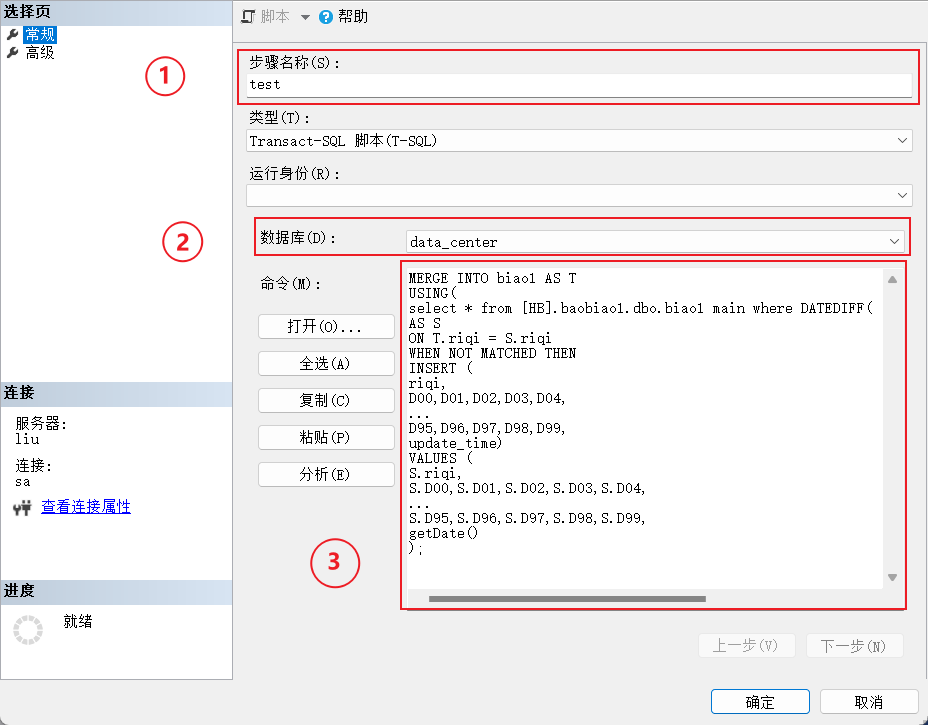 选择页
常规
高级
①
②
连接
服务器:
liu
连接:
sa
查看连接属性
进度
就绪
脚本
? 帮助
步骤名称(S):
test
类型(T):
Transact-SQL 脚本(T-SQL)
运行身份(R):
数据库(D):
data_center
命令(M):
打开(O)...
全选(A)
复制(C)
粘贴(P)
分析(E)
③
MERGE INTO biao1 AS T
USING(
select * from [HB].baobiao1.dbo.biao1 main where DATEDIFF(
AS S
ON T.riqi = S.riqi
WHEN NOT MATCHED THEN
INSERT (
riqi,
D00,D01,D02,D03,D04,
...
D95,D96,D97,D98,D99,
update_time)
VALUES (
S.riqi,
S.D00,S.D01,S.D02,S.D03,S.D04,
...
S.D95,S.D96,S.D97,S.D98,S.D99,
getDate()
);
上一步(V)
下一步(N)
确定
取消